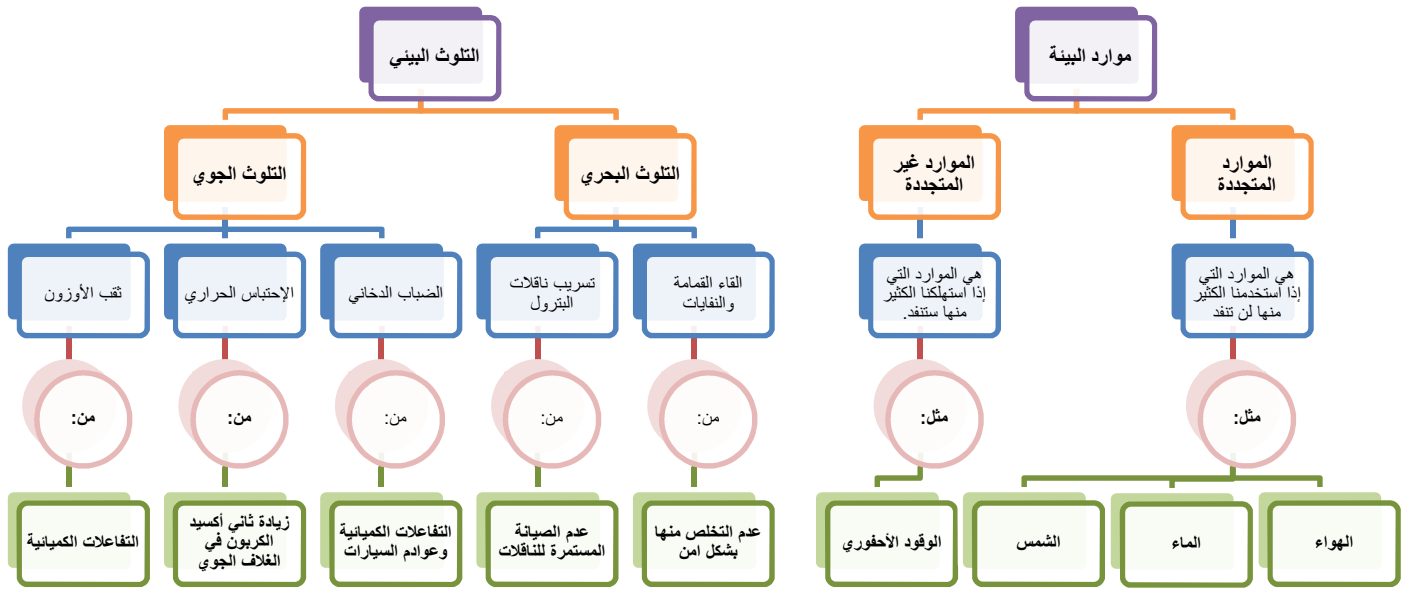 موارد البيئة
الموارد
المتجددة
هي الموارد التي
إذا استخدمنا الكثير
منها لن تنفد
مثل:
الهواء
الماء
الشمس
الموارد غير
المتجددة
هي الموارد التي
إذا استهلكنا الكثير
منها ستنفد.
مثل:
الوقود الأحفوري
التلوث البيئي
التلوث البحري
القاء القمامة
والنفايات
من:
عدم التخلص منها
بشكل امن
تسريب ناقلات
البترول
من:
عدم الصيانة
المستمرة للناقلات
التلوث الجوي
الضباب الدخاني
من:
التفاعلات الكميائية
وعوادم السيارات
الإحتباس الحراري
من:
زيادة ثاني أكسيد
الكربون في
الغلاف الجوي
ثقب الأوزون
من:
التفاعلات الكميائية